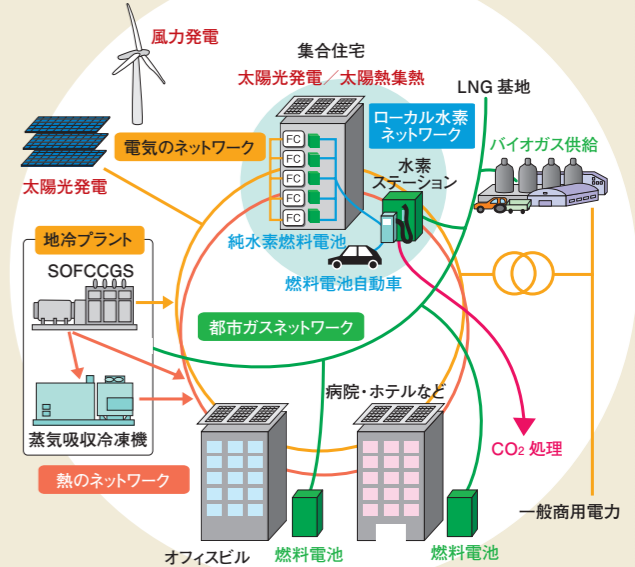 風力発電
集合住宅
太陽光発電／太陽熱集熱
LNG 基地
ローカル水素
ネットワーク
電気のネットワーク
バイオガス供給
水素
ステーション
太陽光発電
FC
FC
FC
FC
FC
純水素燃料電池
地冷プラント
SOFCCGS
燃料電池自動車
都市ガスネットワーク
病院・ホテルなど
蒸気吸収冷凍機
CO2 処理
熱のネットワーク
一般商用電力
オフィスビル
燃料電池
燃料電池